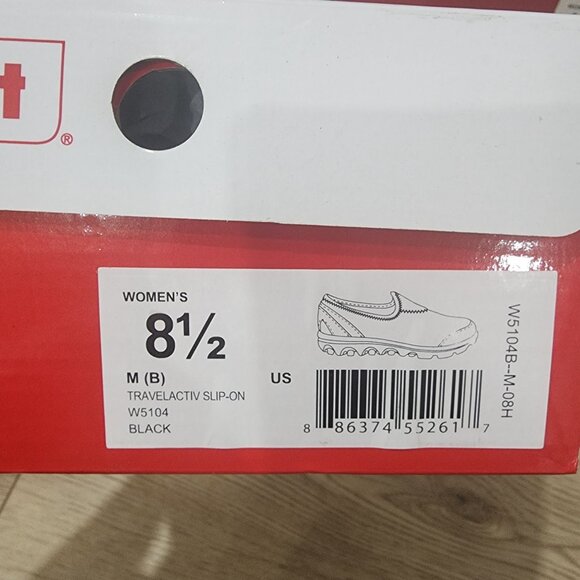 ®
WOMEN'S
8½
M (B)
US
TRAVELACTIV SLIP-ON
W5104
BLACK
8 86374 55261 7
W5104B--M-08H